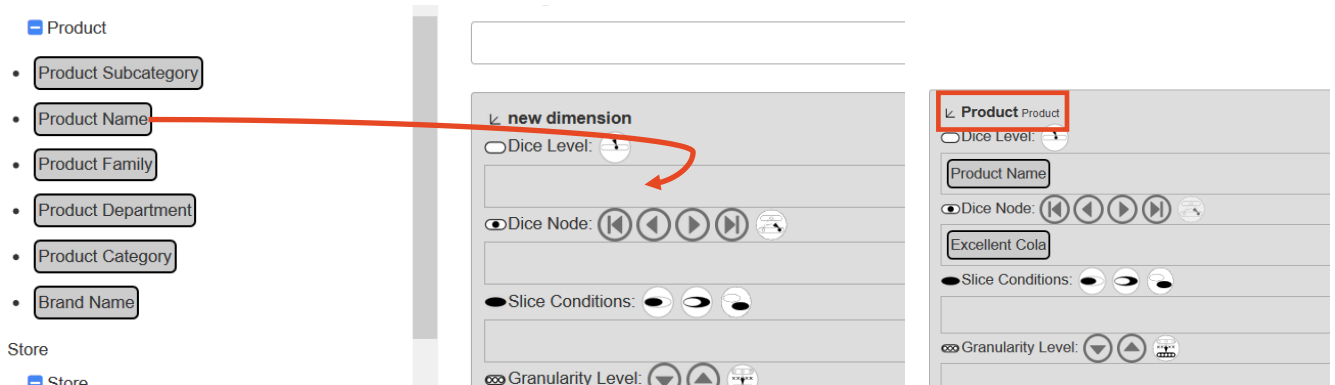 Product
Product Subcategory
Product Name
Product Family
Product Department
Product Category
Brand Name
Store
Store
new dimension
Dice Level:
Dice Node:
Slice Conditions:
Granularity Level:
Product Product
Dice Level:
Product Name
Dice Node:
Excellent Cola
Slice Conditions:
Granularity Level: